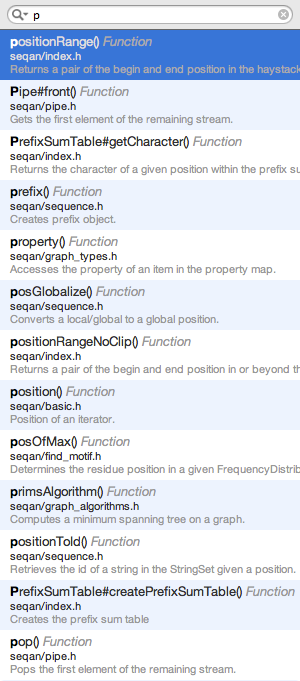 p
positionRange() Function
seqan/index.h
Returns a pair of the begin and end position in the haystack
Pipe#front() Function
seqan/pipe.h
Gets the first element of the remaining stream.
PrefixSumTable#getCharacter() Function
seqan/index.h
Returns the character of a given position within the prefix su
prefix() Function
seqan/sequence.h
Creates prefix object.
property() Function
seqan/graph_types.h
Accesses the property of an item in the property map.
posGlobalize() Function
seqan/sequence.h
Converts a local/global to a global position.
positionRangeNoClip() Function
seqan/index.h
Returns a pair of the begin and end position in or beyond th
position() Function
seqan/basic.h
Position of an iterator.
posOfMax() Function
seqan/find_motif.h
Determines the residue position in a given FrequencyDistrib
primsAlgorithm() Function
seqan/graph_algorithms.h
Computes a minimum spanning tree on a graph.
positionToId() Function
seqan/sequence.h
Retrieves the id of a string in the StringSet given a position.
PrefixSumTable#createPrefixSumTable() Function
seqan/index.h
Creates the prefix sum table
pop() Function
seqan/pipe.h
Pops the first element of the remaining stream.